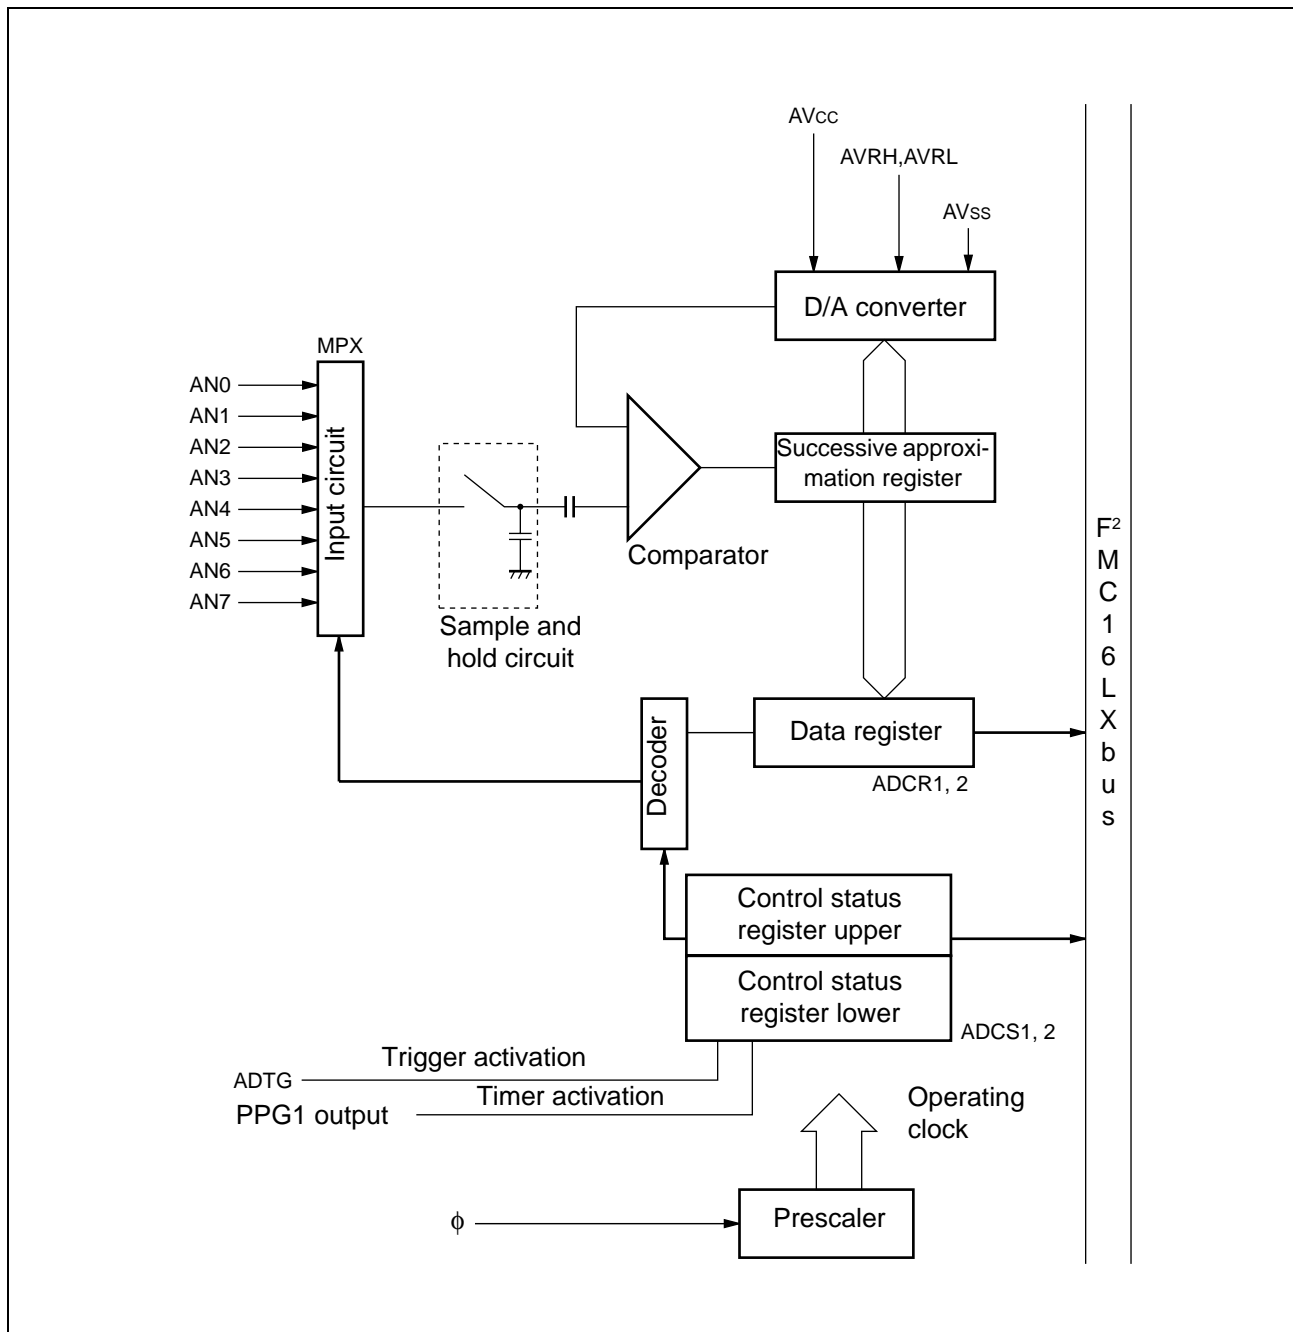 AVCC
AVRH,AVRL
AVSS
D/A converter
MPX
AN0
AN1
AN2
AN3
AN4
AN5
AN6
AN7
Input circuit
Successive approxi-
mation register
Comparator
Sample and
hold circuit
F²
M
C
1
6
L
X
b
u
s
Decoder
Data register
ADCR1, 2
Control status
register upper
Control status
register lower
ADCS1, 2
Trigger activation
ADTG
Timer activation
PPG1 output
Operating
clock
Prescaler
ϕ